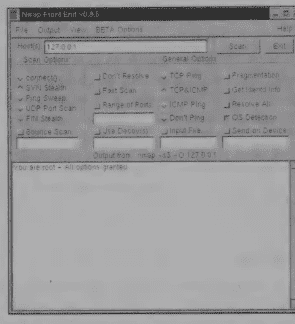 Nmap Front End v0.9.5
File Output View BETA Options Help
Host(s): 127.0.0.1 Scan Exit
Scan Options General Options
connect() Don't Resolve TCP Ping Fragmentation
SYN Stealth Fast Scan TCP&ICMP Get Identd Info
Ping Sweep Range of Ports ICMP Ping Resolve All
UDP Port Scan Don't Ping OS Detection
FIN Stealth Use Decoy(s) Input File Send on Device
Bounce Scan
Output from: nmap -sS -O 127.0.0.1
You are root - All options granted.